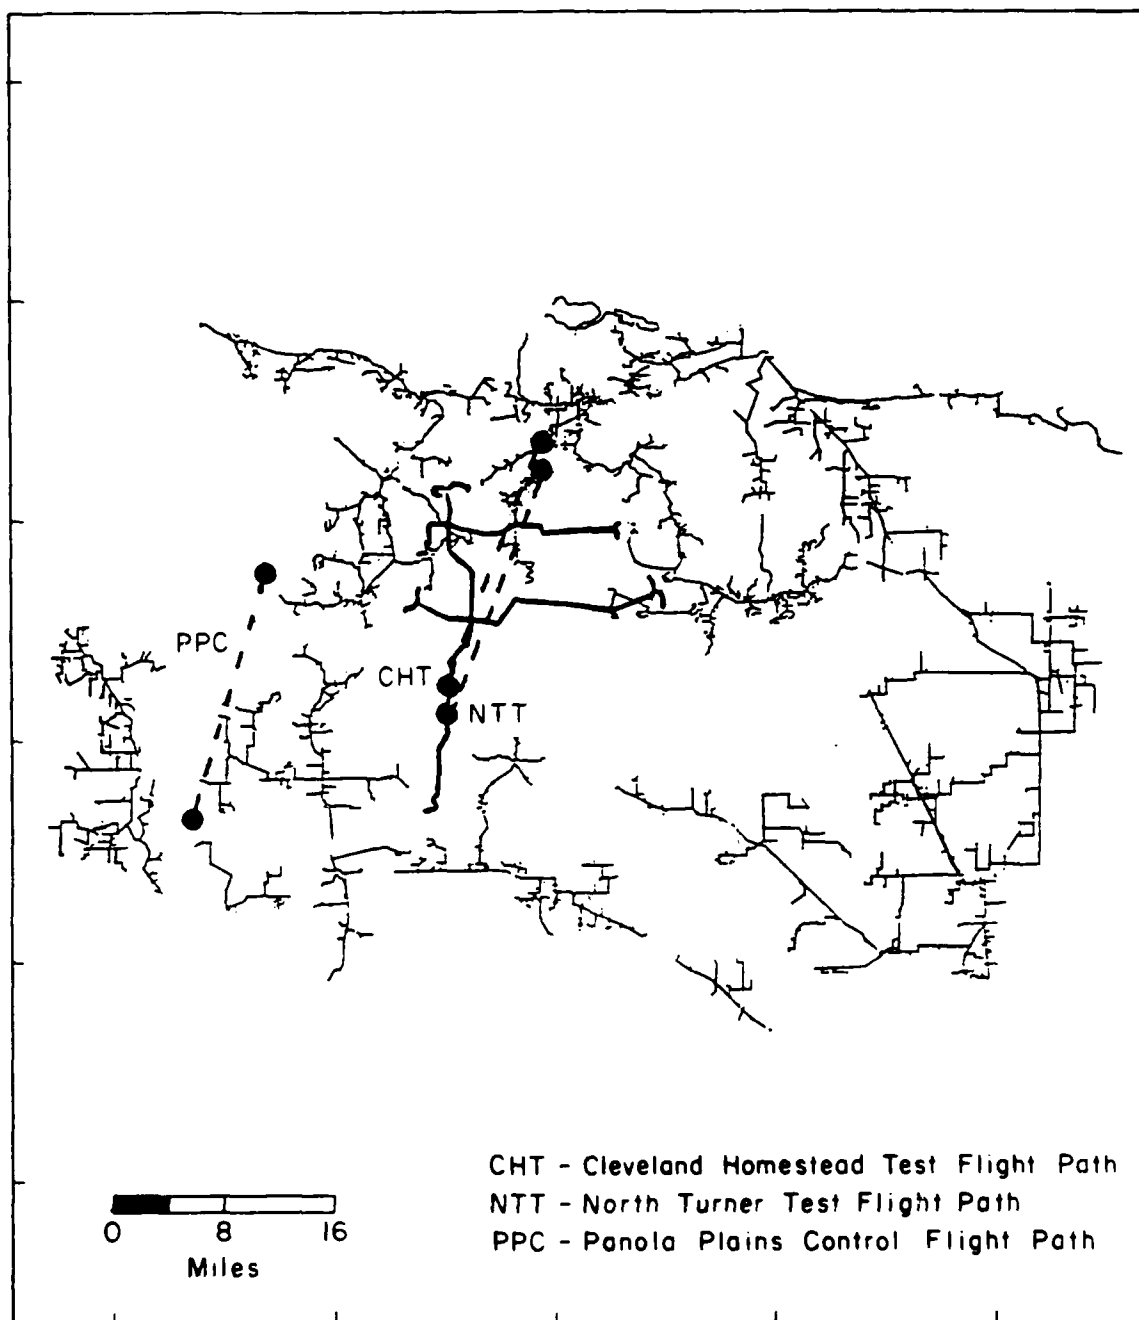 PPC
CHT
NTT
CHT - Cleveland Homestead Test Flight Path
NTT - North Turner Test Flight Path
PPC - Panola Plains Control Flight Path
0 8 16
Miles